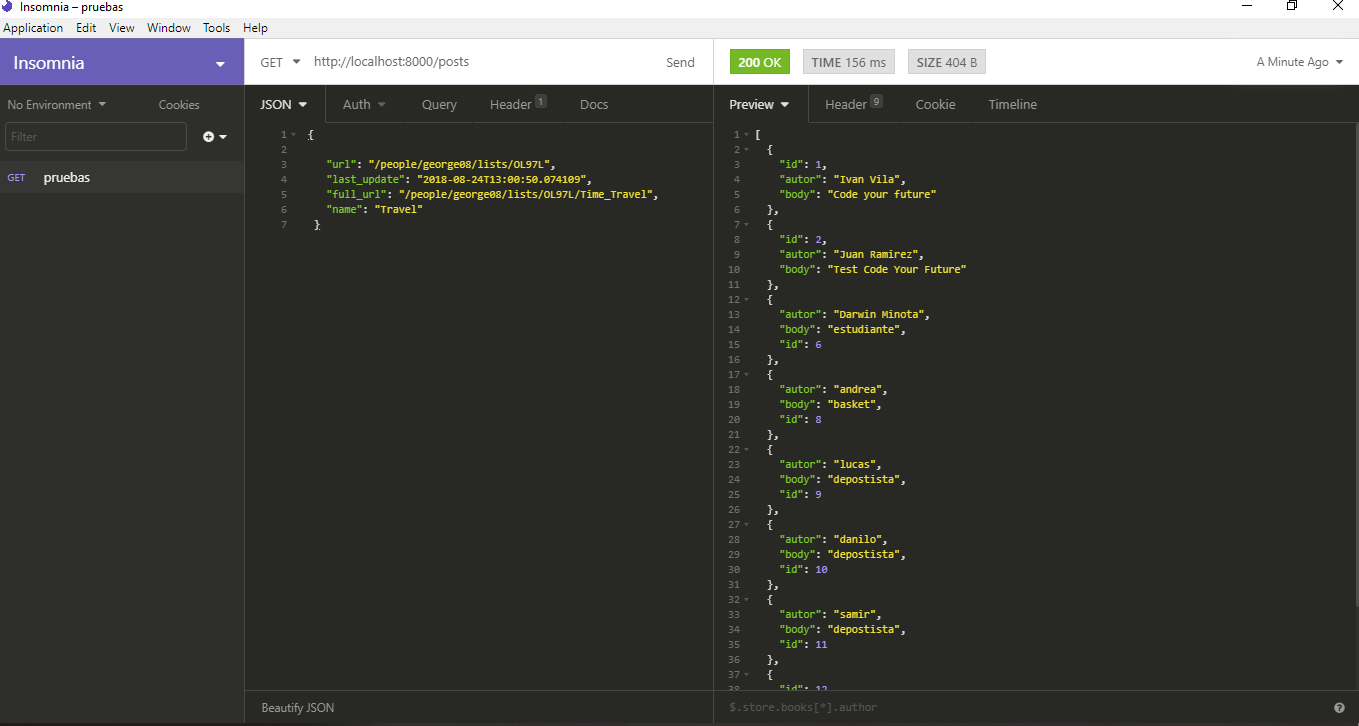 Insomnia – pruebas
Application Edit View Window Tools Help
Insomnia
GET http://localhost:8000/posts Send
200 OK TIME 156 ms SIZE 404 B A Minute Ago
No Environment Cookies
JSON Auth Query Header 1 Docs
Preview Header 9 Cookie Timeline
Filter
GET pruebas
1 {
2
3 "url": "/people/george08/lists/OL97L",
4 "last_update": "2018-08-24T13:00:50.074109",
5 "full_url": "/people/george08/lists/OL97L/Time_Travel",
6 "name": "Travel"
7 }
Beautify JSON
1 [
2 {
3 "id": 1,
4 "autor": "Ivan Vila",
5 "body": "Code your future"
6 },
7 {
8 "id": 2,
9 "autor": "Juan Ramirez",
10 "body": "Test Code Your Future"
11 },
12 {
13 "autor": "Darwin Minota",
14 "body": "estudiante",
15 "id": 6
16 },
17 {
18 "autor": "andrea",
19 "body": "basket",
20 "id": 8
21 },
22 {
23 "autor": "lucas",
24 "body": "depostista",
25 "id": 9
26 },
27 {
28 "autor": "danilo",
29 "body": "depostista",
30 "id": 10
31 },
32 {
33 "autor": "samir",
34 "body": "depostista",
35 "id": 11
36 },
37 {
38 "id": 12
$.store.books[*].author